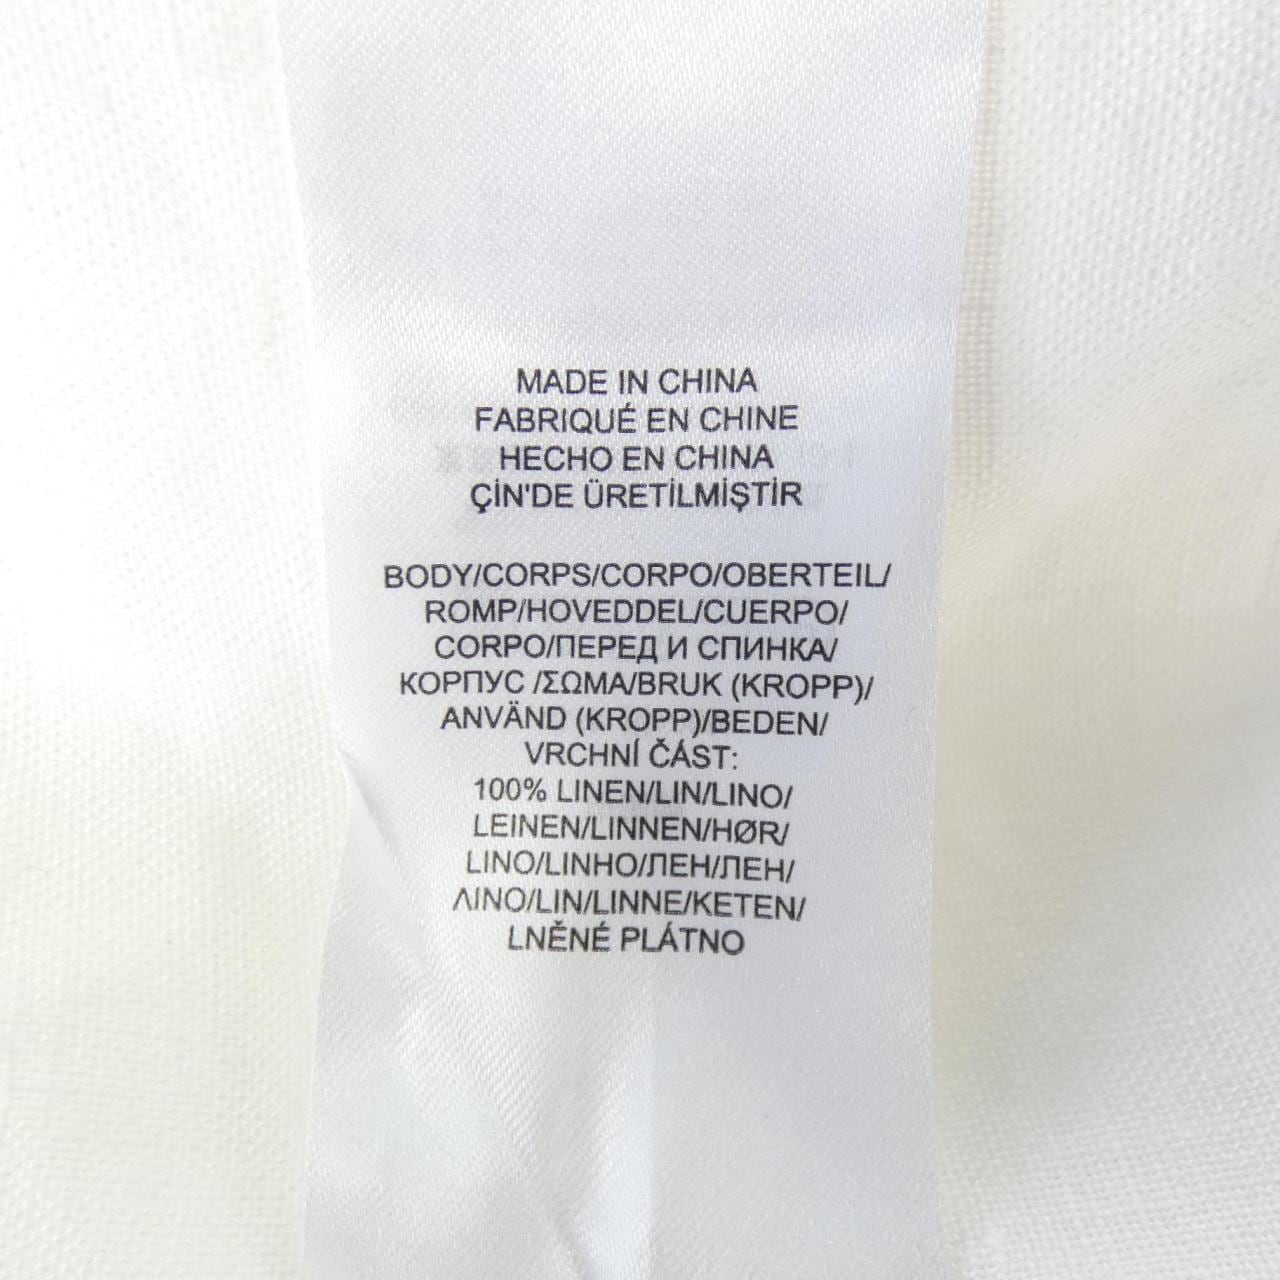 MADE IN CHINA
FABRIQUÉ EN CHINE
HECHO EN CHINA
ÇİN'DE ÜRETİLMİŞTİR
BODY/CORPS/CORPO/OBERTEIL/
ROMP/HOVEDDEL/CUERPO/
CORPO/ПЕРЕД И СПИНКА/
КОРПУС /ΣΩΜΑ/BRUK (KROPP)/
ANVÄND (KROPP)/BEDEN/
VRCHNÍ ČÁST:
100% LINEN/LIN/LINO/
LEINEN/LINNEN/HØR/
LINO/LINHO/ЛЕН/ЛЕН/
ΛΙΝΟ/LIN/LINNE/KETEN/
LNĚNÉ PLÁTNO